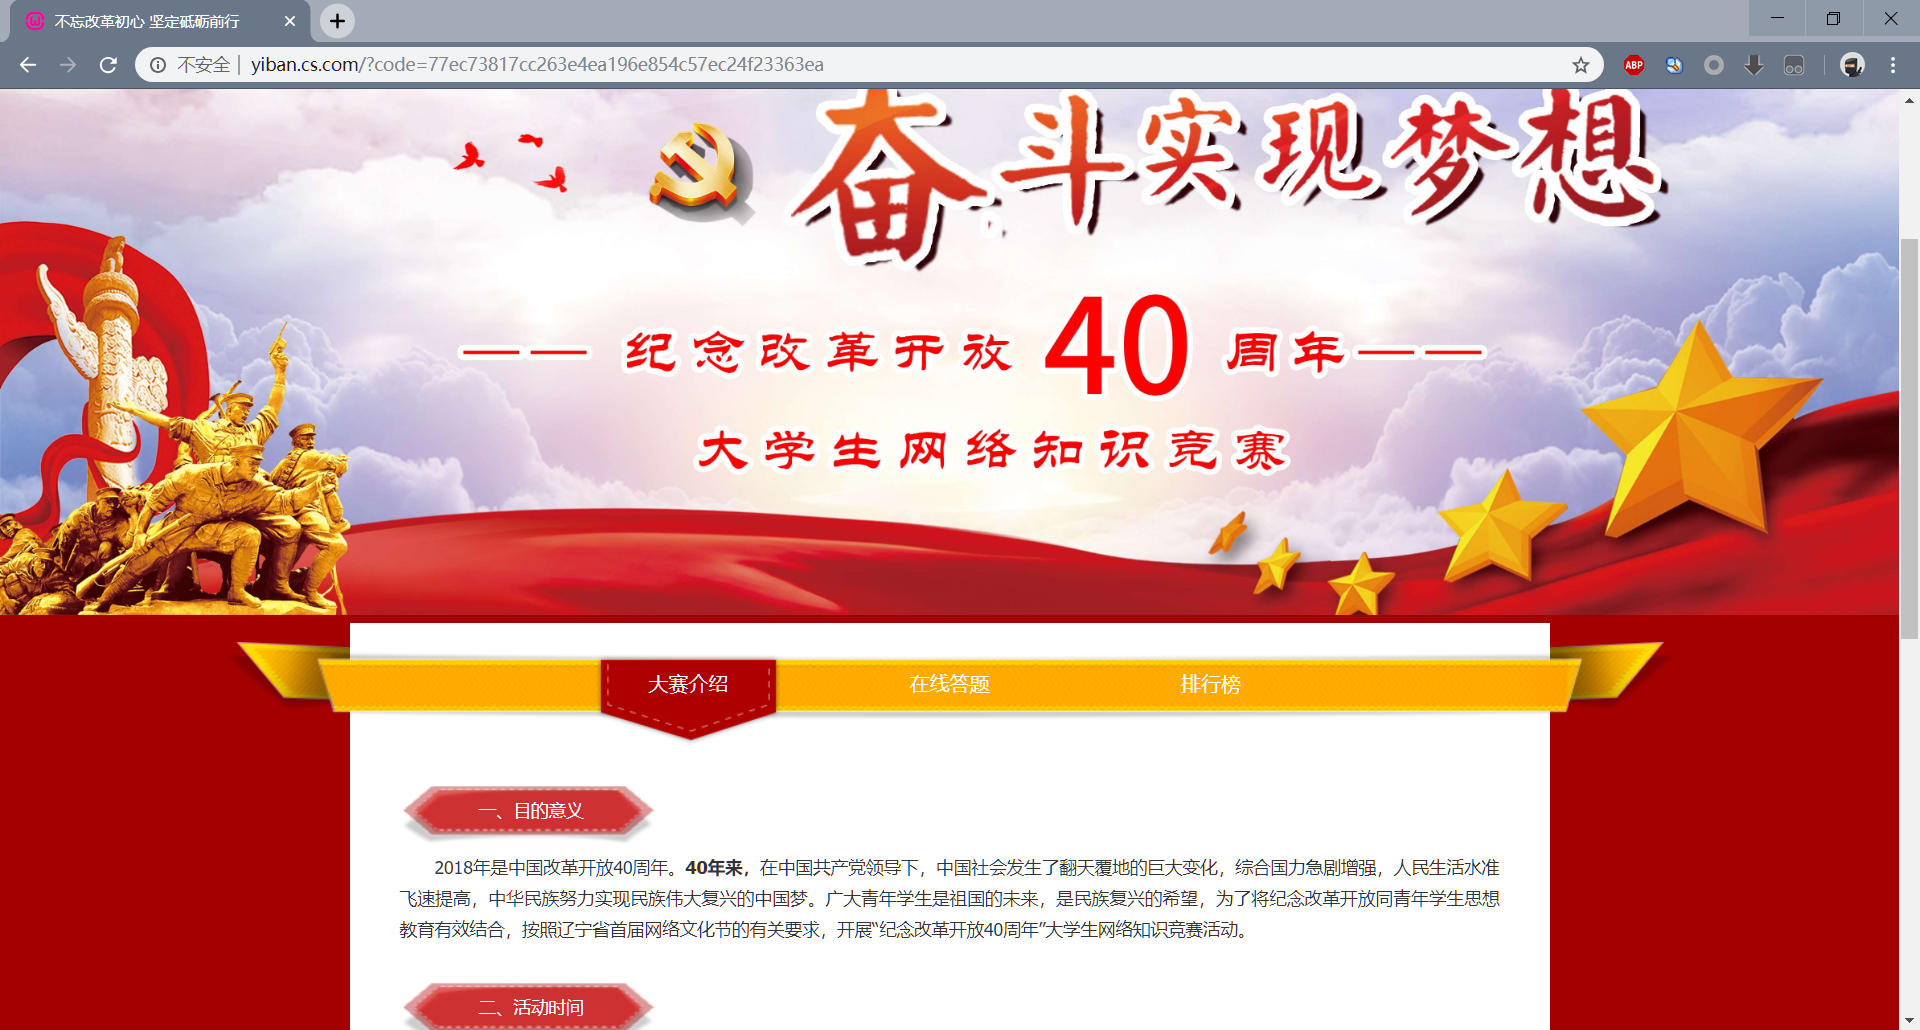 不忘改革初心 坚定砥砺前行
不安全 | yiban.cs.com/?code=77ec73817cc263e4ea196e854c57ec24f23363ea
ABP
奋斗实现梦想
——纪念改革开放40周年——
大学生网络知识竞赛
大赛介绍 在线答题 排行榜
一、目的意义
2018年是中国改革开放40周年。40年来，在中国共产党领导下，中国社会发生了翻天覆地的巨大变化，综合国力急剧增强，人民生活水准
飞速提高，中华民族努力实现民族伟大复兴的中国梦。广大青年学生是祖国的未来，是民族复兴的希望，为了将纪念改革开放同青年学生思想
教育有效结合，按照辽宁省首届网络文化节的有关要求，开展“纪念改革开放40周年”大学生网络知识竞赛活动。
二、活动时间